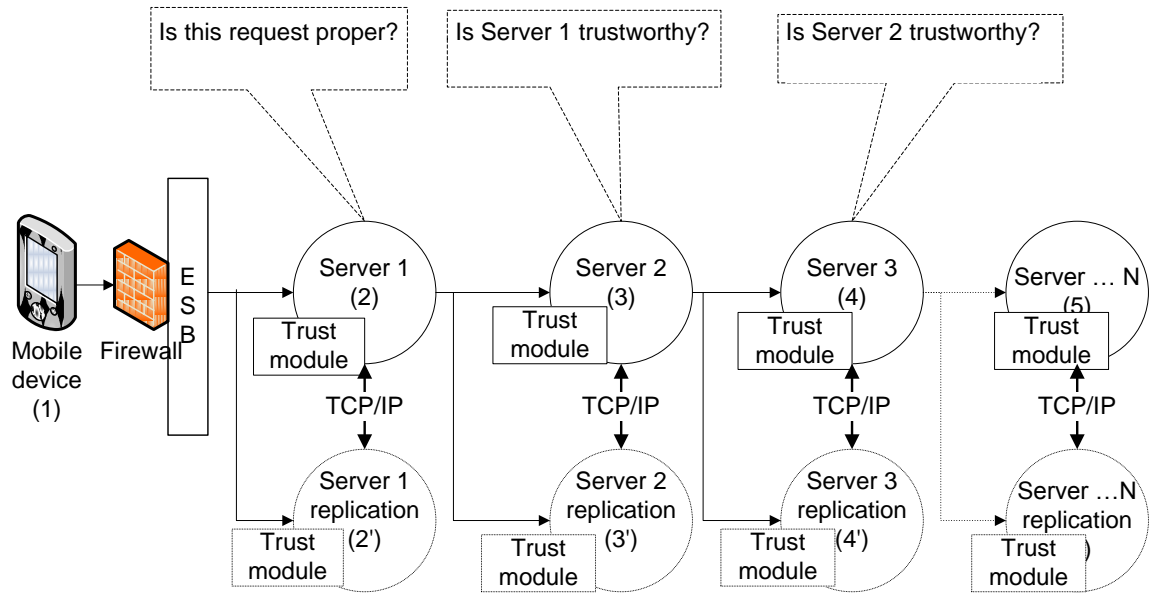 Is this request proper?
Is Server 1 trustworthy?
Is Server 2 trustworthy?
E
S
B
Mobile
device
(1)
Firewall
Server 1
(2)
Trust
module
Server 2
(3)
Trust
module
Server 3
(4)
Trust
module
Server … N
(5)
Trust
module
TCP/IP
TCP/IP
TCP/IP
TCP/IP
Server 1
replication
(2')
Trust
module
Server 2
replication
(3')
Trust
module
Server 3
replication
(4')
Trust
module
Server …N
replication
)
Trust
module